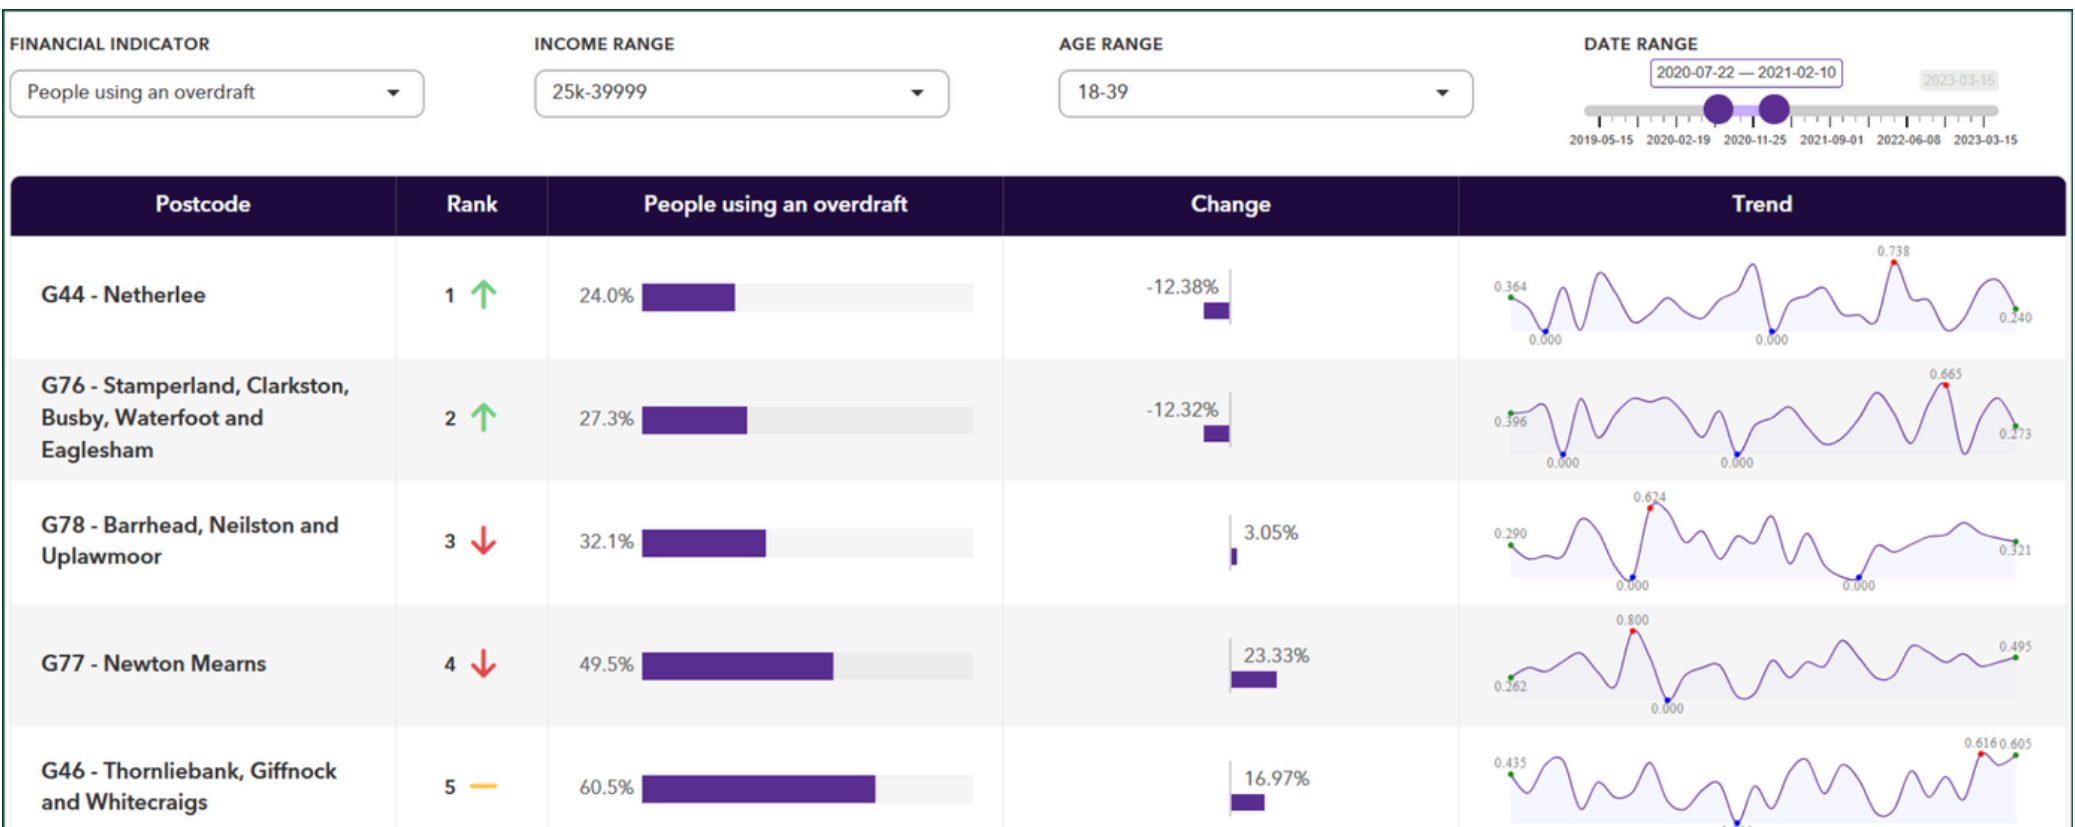 FINANCIAL INDICATOR
INCOME RANGE
AGE RANGE
DATE RANGE
People using an overdraft
25k-39999
18-39
2020-07-22 — 2021-02-10
2023-03-15
2019-05-15 2020-02-19 2020-11-25 2021-09-01 2022-06-08 2023-03-15
Postcode
Rank
People using an overdraft
Change
Trend
G44 - Netherlee
1
24.0%
-12.38%
0.364
0.738
0.240
0.000
0.000
G76 - Stamperland, Clarkston,
Busby, Waterfoot and
Eaglesham
2
27.3%
-12.32%
0.396
0.665
0.273
0.000
0.000
G78 - Barrhead, Neilston and
Uplawmoor
3
32.1%
3.05%
0.290
0.624
0.321
0.000
0.000
G77 - Newton Mearns
4
49.5%
23.33%
0.262
0.800
0.495
0.000
G46 - Thornliebank, Giffnock
and Whitecraigs
5
60.5%
16.97%
0.435
0.616
0.605